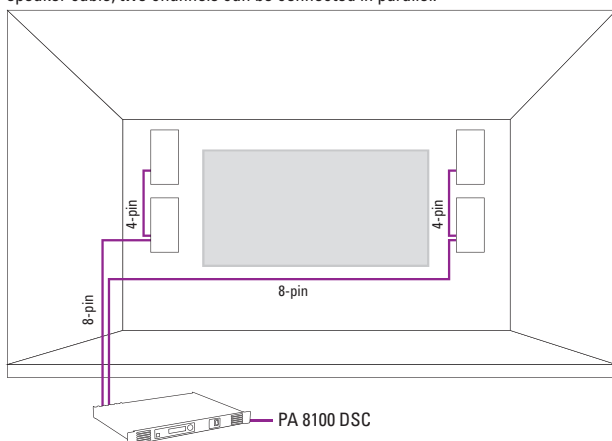 speaker cable, two channels can be connected in parallel.
4-pin
4-pin
8-pin
8-pin
PA 8100 DSC